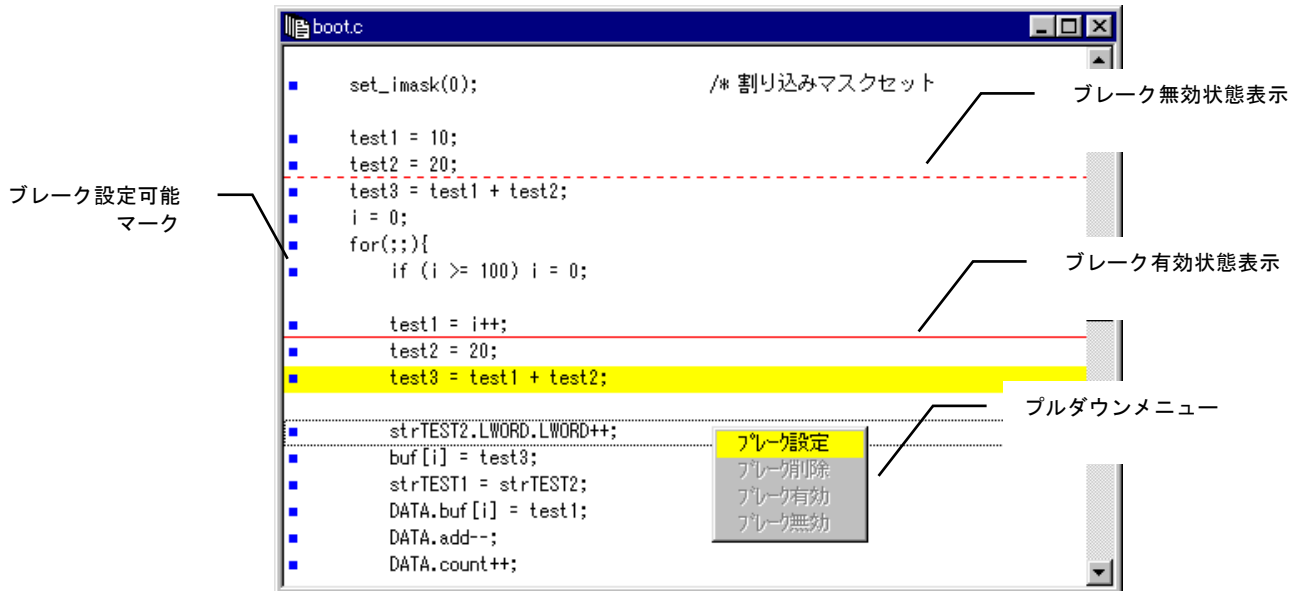 boot.c
set_imask(0); /* 割り込みマスクセット
ブレーク無効状態表示
test1 = 10;
test2 = 20;
ブレーク設定可能
マーク
test3 = test1 + test2;
i = 0;
for(;;){
if (i >= 100) i = 0;
ブレーク有効状態表示
test1 = i++;
test2 = 20;
test3 = test1 + test2;
プルダウンメニュー
strTEST2.LWORD.LWORD++;
buf[i] = test3;
strTEST1 = strTEST2;
DATA.buf[i] = test1;
DATA.add--;
DATA.count++;
ﾌﾞﾚｰｸ設定
ﾌﾞﾚｰｸ削除
ﾌﾞﾚｰｸ有効
ﾌﾞﾚｰｸ無効